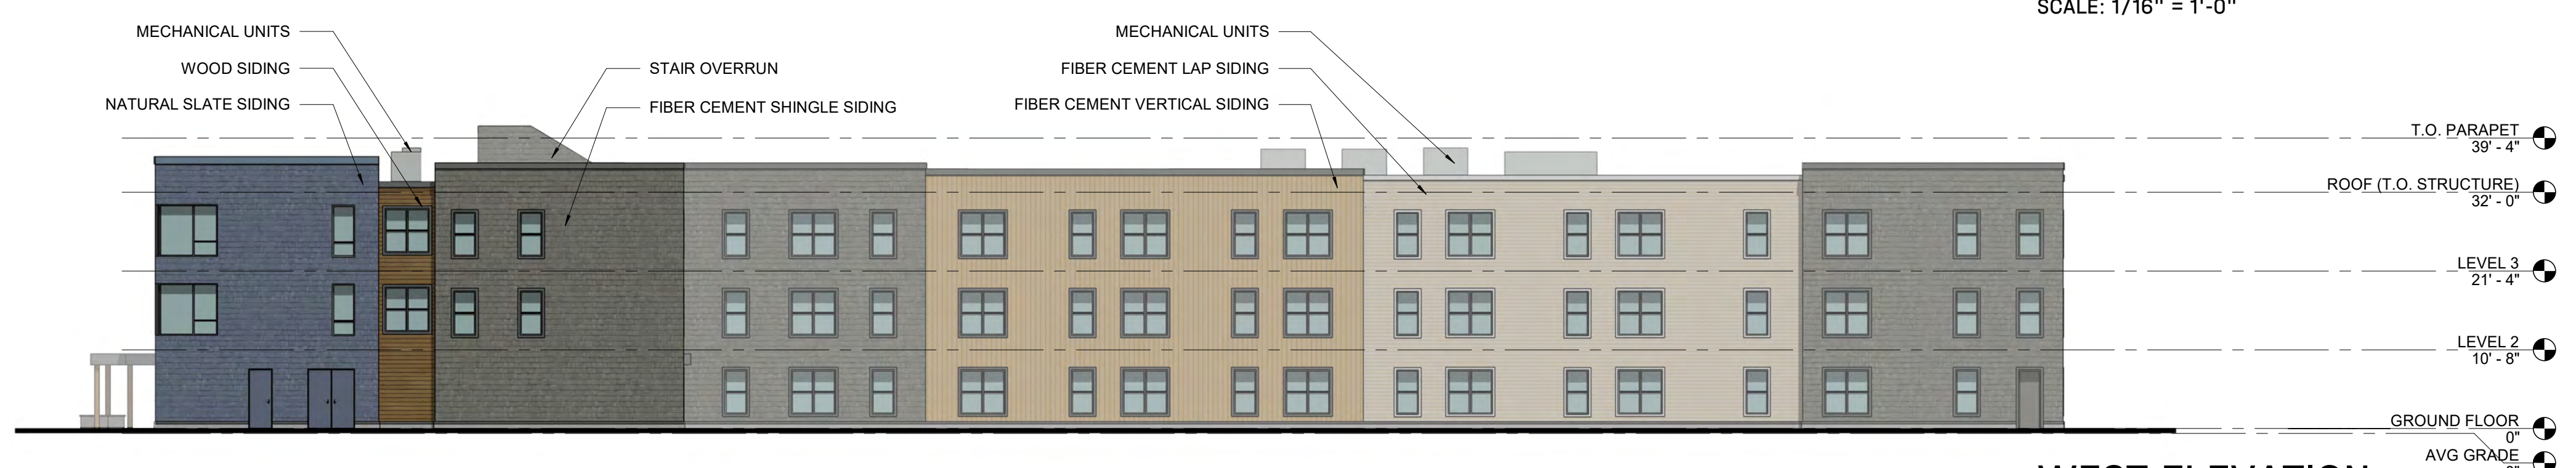 SCALE: 1/16" = 1'-0"
MECHANICAL UNITS
WOOD SIDING
NATURAL SLATE SIDING
STAIR OVERRUN
FIBER CEMENT SHINGLE SIDING
MECHANICAL UNITS
FIBER CEMENT LAP SIDING
FIBER CEMENT VERTICAL SIDING
T.O. PARAPET
39' - 4"
ROOF (T.O. STRUCTURE)
32' - 0"
LEVEL 3
21' - 4"
LEVEL 2
10' - 8"
GROUND FLOOR
0"
AVG GRADE
WEST ELEVATION